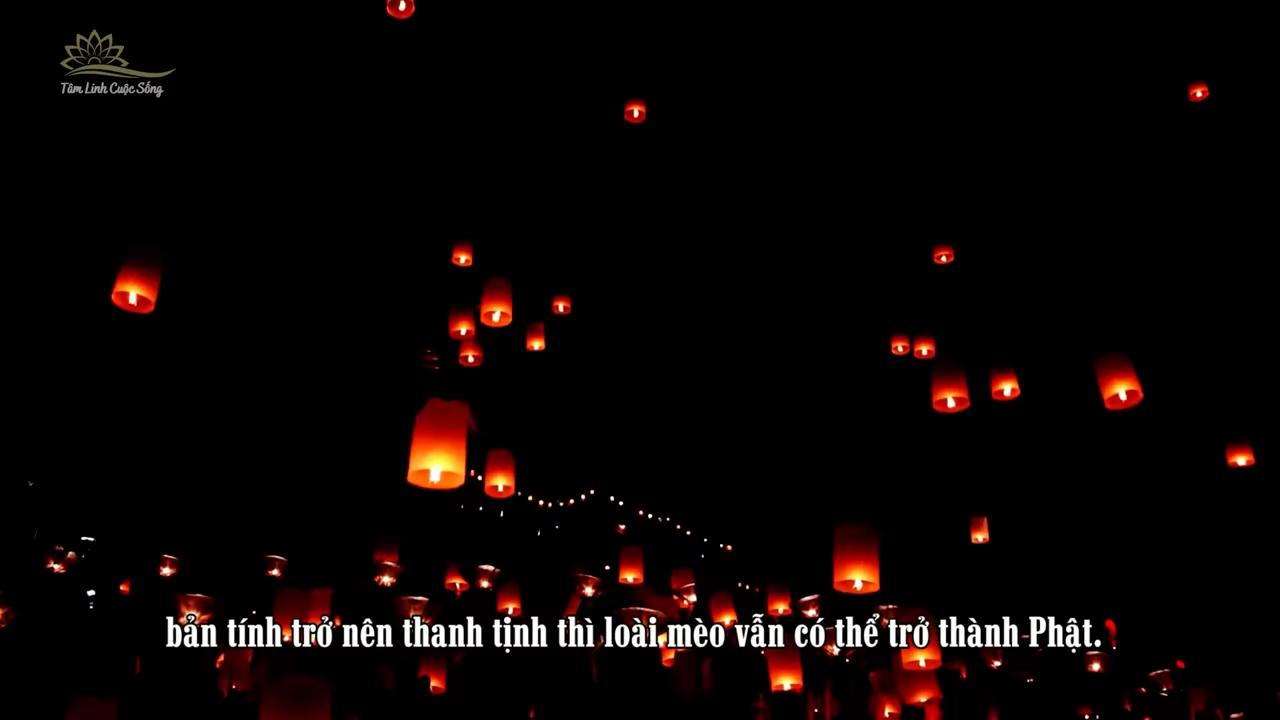 Tâm Linh Cuộc Sống
bản tính trở nên thanh tịnh thì loài mèo vẫn có thể trở thành Phật.